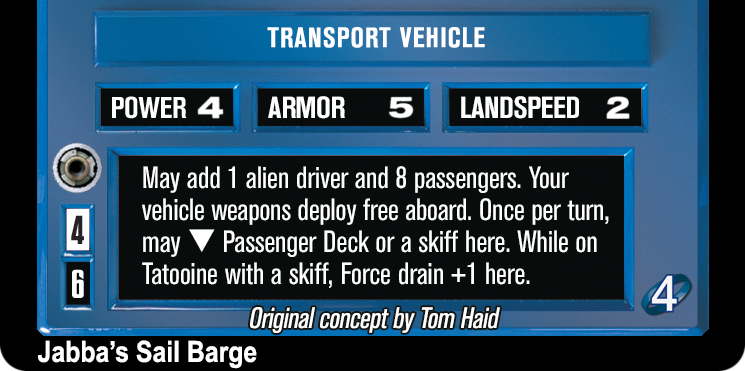 TRANSPORT VEHICLE
POWER 4 ARMOR 5 LANDSPEED 2
May add 1 alien driver and 8 passengers. Your
vehicle weapons deploy free aboard. Once per turn,
may ▼ Passenger Deck or a skiff here. While on
Tatooine with a skiff, Force drain +1 here.
4
6
4
Original concept by Tom Haid
Jabba's Sail Barge